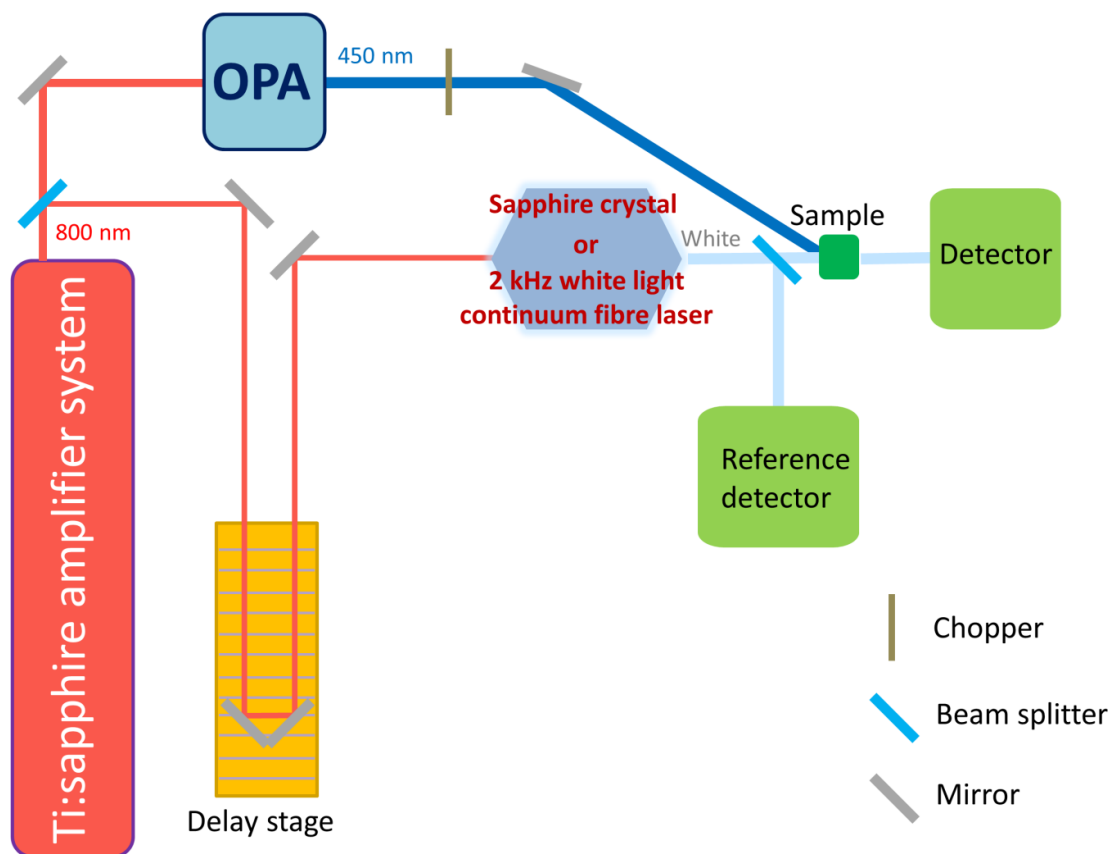 OPA
450 nm
800 nm
Ti:sapphire amplifier system
Sapphire crystal
or
2 kHz white light
continuum fibre laser
White
Sample
Detector
Reference
detector
Delay stage
Chopper
Beam splitter
Mirror